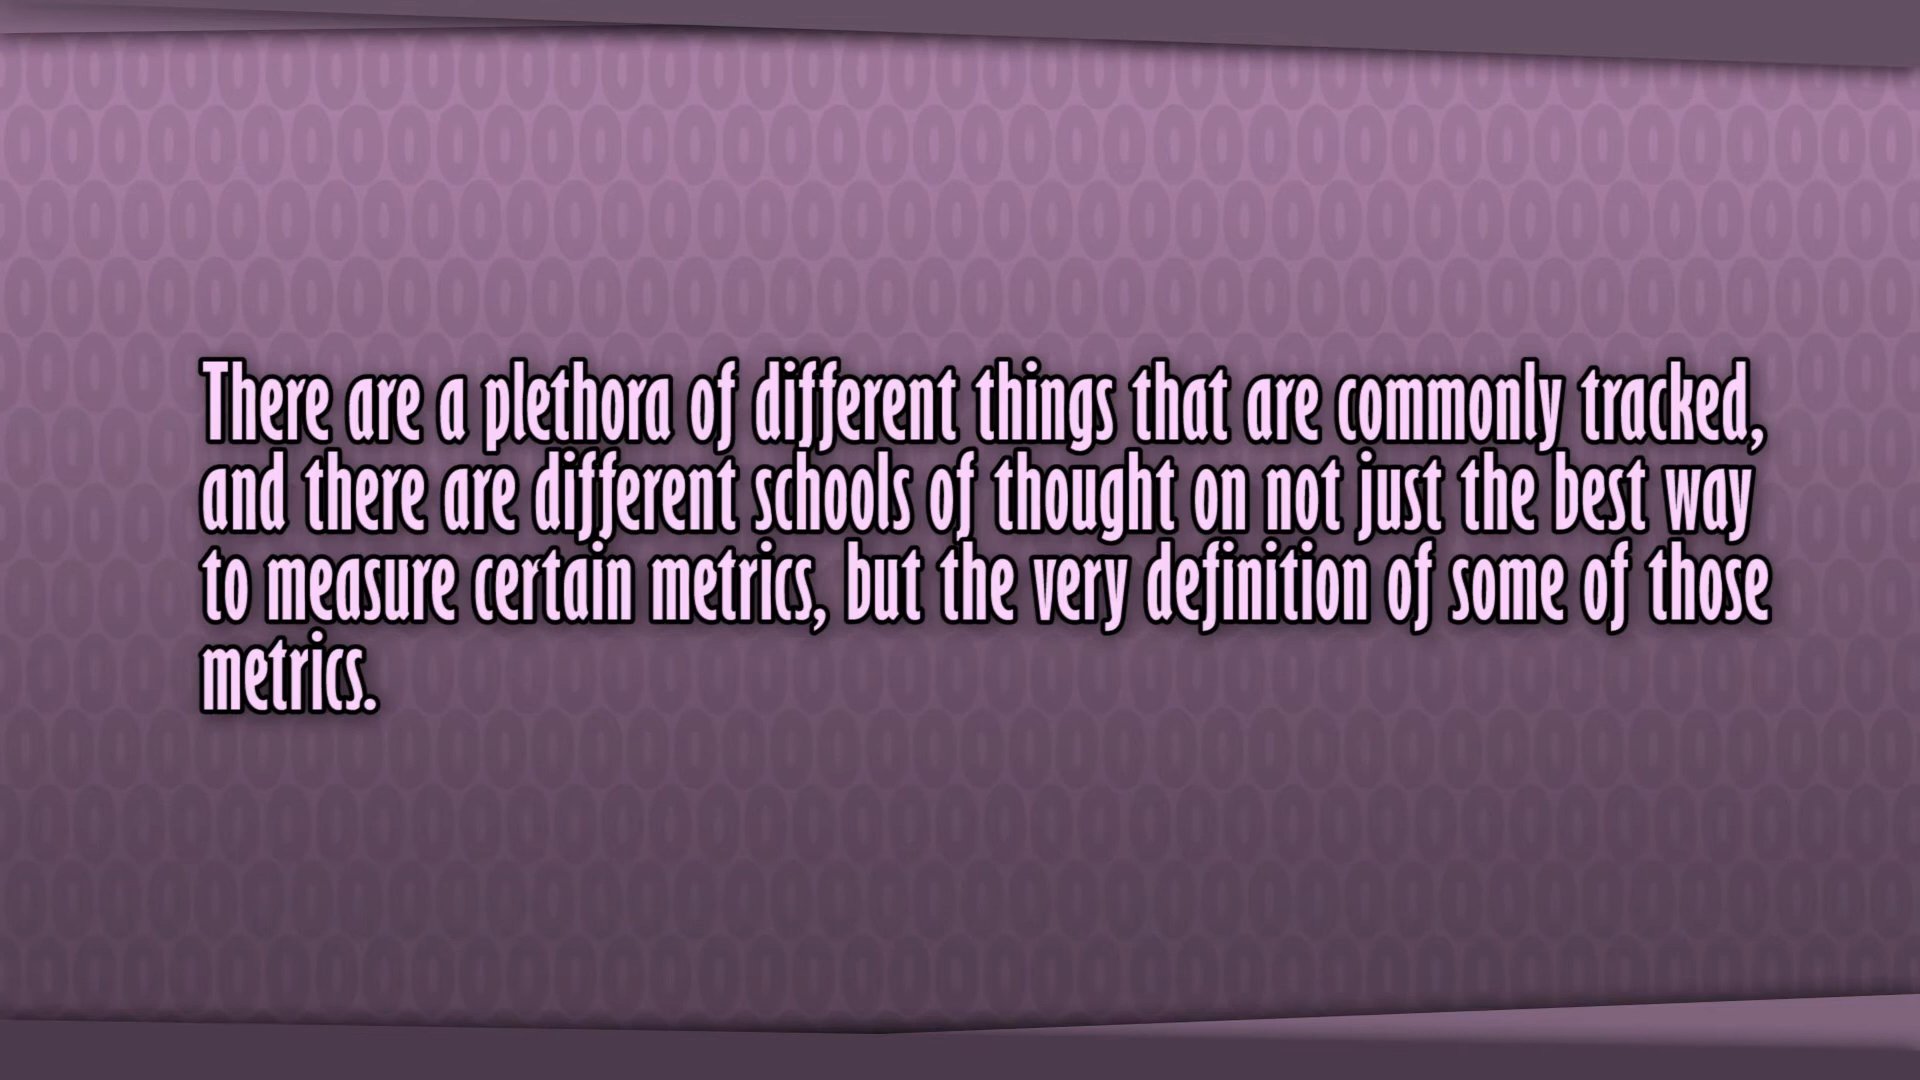 There are a plethora of different things that are commonly tracked,
and there are different schools of thought on not just the best way
to measure certain metrics, but the very definition of some of those
metrics.